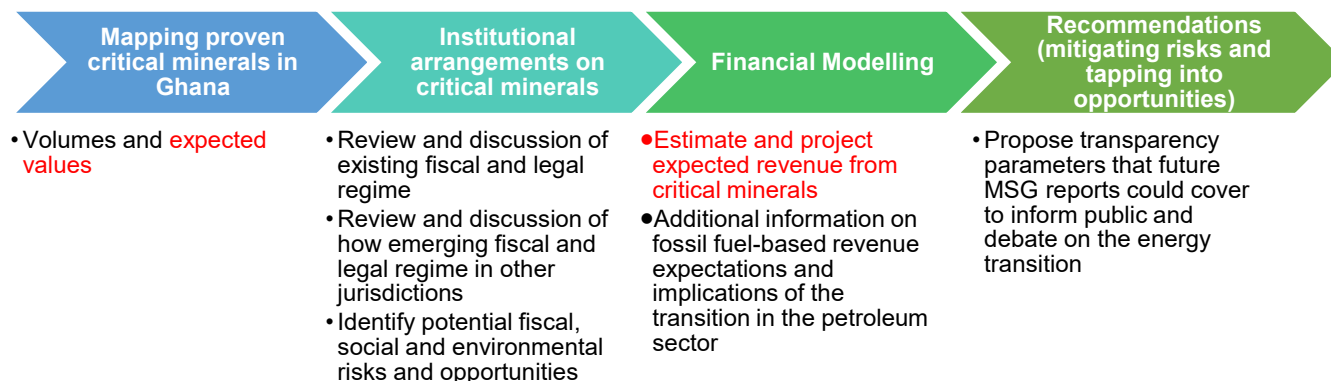 Mapping proven
critical minerals in
Ghana
• Volumes and expected
values
Institutional
arrangements on
critical minerals
• Review and discussion of
existing fiscal and legal
regime
• Review and discussion of
how emerging fiscal and
legal regime in other
jurisdictions
• Identify potential fiscal,
social and environmental
risks and opportunities
Financial Modelling
• Estimate and project
expected revenue from
critical minerals
• Additional information on
fossil fuel-based revenue
expectations and
implications of the
transition in the petroleum
sector
Recommendations
(mitigating risks and
tapping into
opportunities)
• Propose transparency
parameters that future
MSG reports could cover
to inform public and
debate on the energy
transition